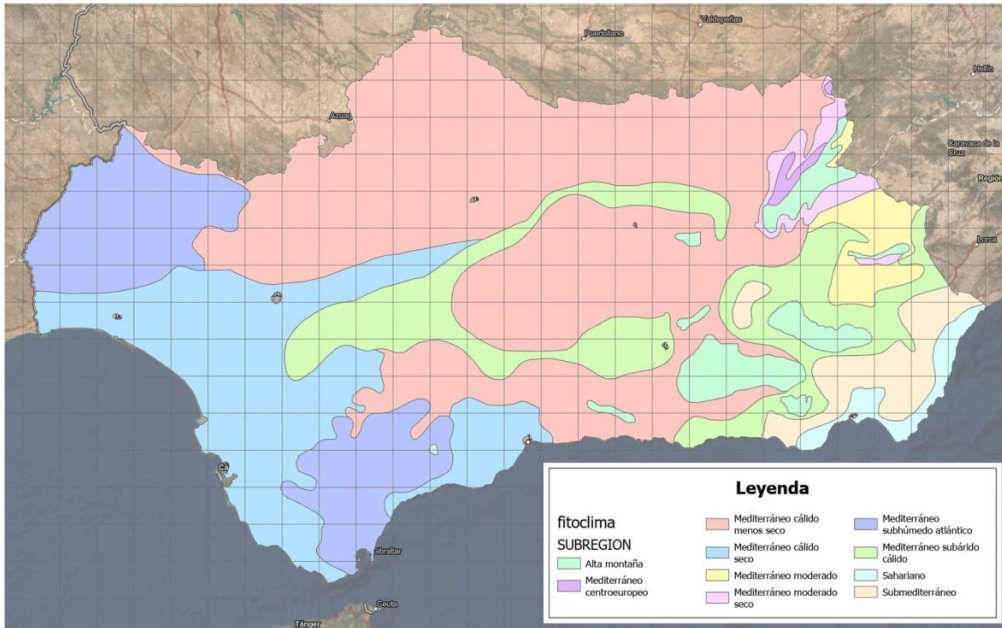 Valdepeñas
Puertollano
Hellín
Azuag
Caravaca de la
Cruz
Región
Lorca
Cá
Gibraltar
Ceuta
Tánger
Leyenda
fitoclima
SUBREGION
Alta montaña
Mediterráneo
centroeuropeo
Mediterráneo cálido
menos seco
Mediterráneo cálido
seco
Mediterráneo moderado
Mediterráneo moderado
seco
Mediterráneo
subhúmedo atlántico
Mediterráneo subárido
cálido
Sahariano
Submediterráneo